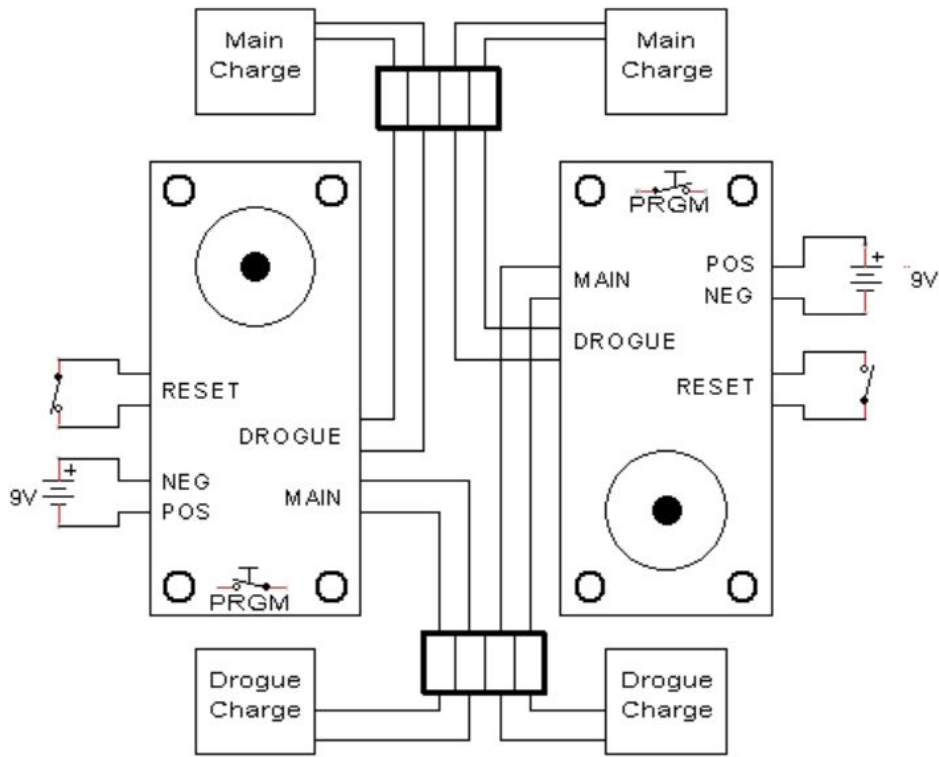 Main
Charge
Main
Charge
PRGM
MAIN
POS
NEG
+
9V
DROGUE
RESET
RESET
DROGUE
9V
+
NEG
POS
MAIN
PRGM
Drogue
Charge
Drogue
Charge